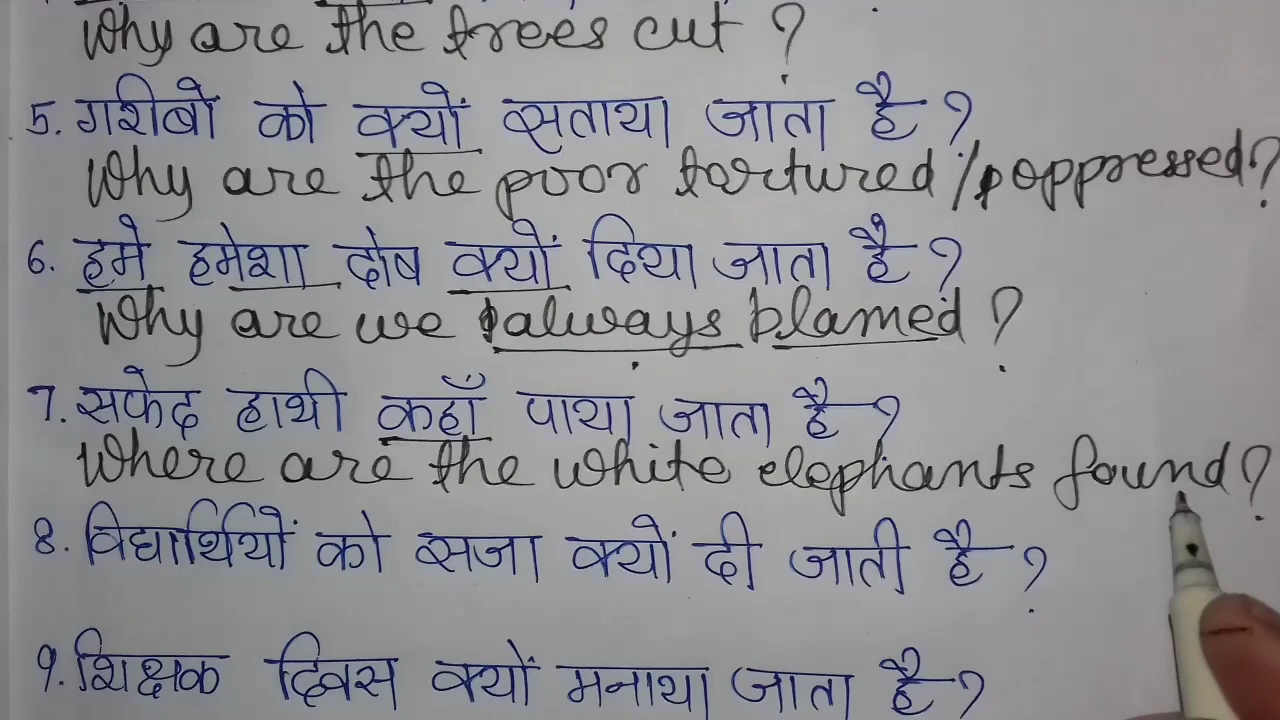 Why are the trees cut ?
5. गरीबों को क्यों सताया जाता है ?
Why are the poor tortured / oppressed ?
6. हमे हमेशा दोष क्यों दिया जाता है ?
Why are we always blamed ?
7. सफेद हाथी कहाँ पाया जाता है ?
Where are the white elephants found ?
8. विद्यार्थियों को सजा क्यों दी जाती है ?
9. शिक्षक दिवस क्यों मनाया जाता है ?